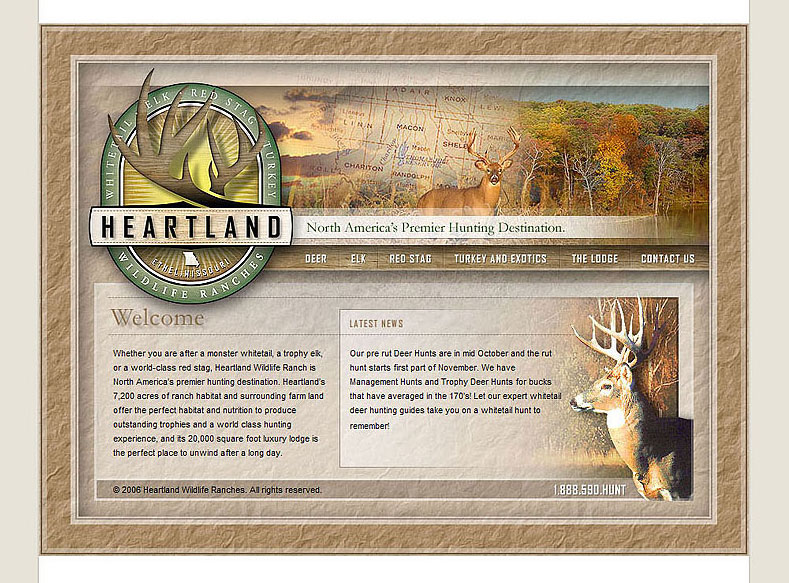 WHITETAIL · ELK · RED STAG · TURKEY
HEARTLAND
ETHEL, MISSOURI
WILDLIFE RANCHES
ADAIR
KNOX
LINN
MACON
SHELBY
CHARITON
RANDOLPH
North America's Premier Hunting Destination.
DEER ELK RED STAG TURKEY AND EXOTICS THE LODGE CONTACT US
Welcome
Whether you are after a monster whitetail, a trophy elk,
or a world-class red stag, Heartland Wildlife Ranch is
North America's premier hunting destination. Heartland's
7,200 acres of ranch habitat and surrounding farm land
offer the perfect habitat and nutrition to produce
outstanding trophies and a world class hunting
experience, and its 20,000 square foot luxury lodge is
the perfect place to unwind after a long day.
LATEST NEWS
Our pre rut Deer Hunts are in mid October and the rut
hunt starts first part of November. We have
Management Hunts and Trophy Deer Hunts for bucks
that have averaged in the 170's! Let our expert whitetail
deer hunting guides take you on a whitetail hunt to
remember!
© 2006 Heartland Wildlife Ranches. All rights reserved.
1.888.590.HUNT